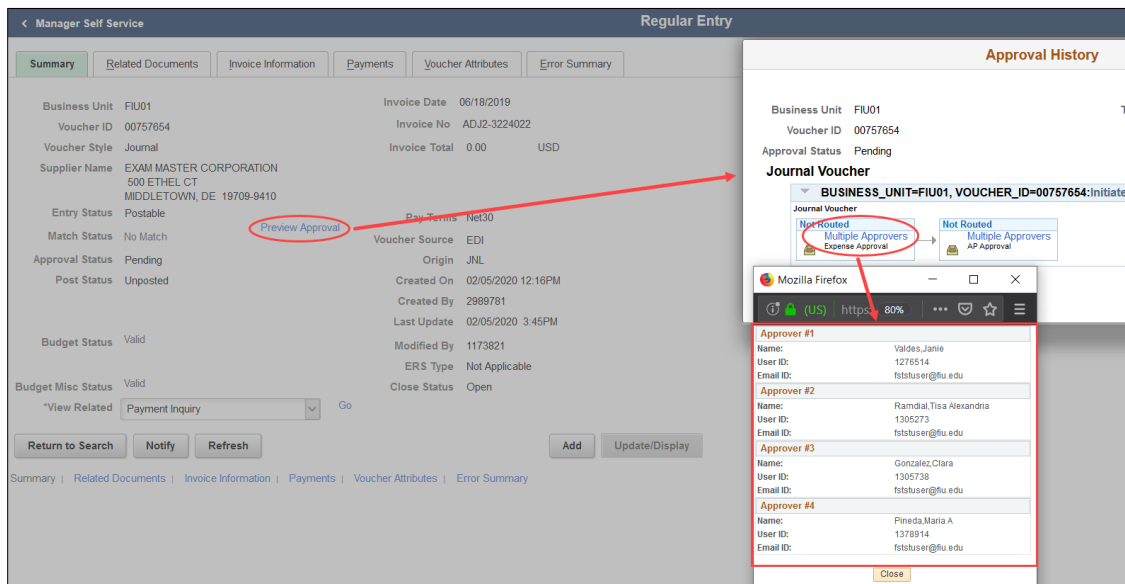 Manager Self Service
Regular Entry
Summary Related Documents Invoice Information Payments Voucher Attributes Error Summary
Business Unit FIU01
Voucher ID 00757654
Voucher Style Journal
Supplier Name EXAM MASTER CORPORATION
500 ETHEL CT
MIDDLETOWN, DE 19709-9410
Entry Status Postable
Match Status No Match
Approval Status Pending
Post Status Unposted
Budget Status Valid
Budget Misc Status Valid
*View Related Payment Inquiry Go
Preview Approval
Invoice Date 06/18/2019
Invoice No ADJ2-3224022
Invoice Total 0.00 USD
Pay Terms Net30
Voucher Source EDI
Origin JNL
Created On 02/05/2020 12:16PM
Created By 2989781
Last Update 02/05/2020 3:45PM
Modified By 1173821
ERS Type Not Applicable
Close Status Open
Return to Search Notify Refresh Add Update/Display
Summary | Related Documents | Invoice Information | Payments | Voucher Attributes | Error Summary
Approval History
Business Unit FIU01
T
Voucher ID 00757654
Approval Status Pending
Journal Voucher
BUSINESS_UNIT=FIU01, VOUCHER_ID=00757654:Initiate
Journal Voucher
Not Routed
Multiple Approvers
Expense Approval
Not Routed
Multiple Approvers
AP Approval
Mozilla Firefox
(US) https: 80%
Approver #1
Name: Valdes,Janie
User ID: 1276514
Email ID: fststuser@fiu.edu
Approver #2
Name: Ramdial,Tisa Alexandria
User ID: 1305273
Email ID: fststuser@fiu.edu
Approver #3
Name: Gonzalez,Clara
User ID: 1305738
Email ID: fststuser@fiu.edu
Approver #4
Name: Pineda,Maria A
User ID: 1378914
Email ID: fststuser@fiu.edu
Close